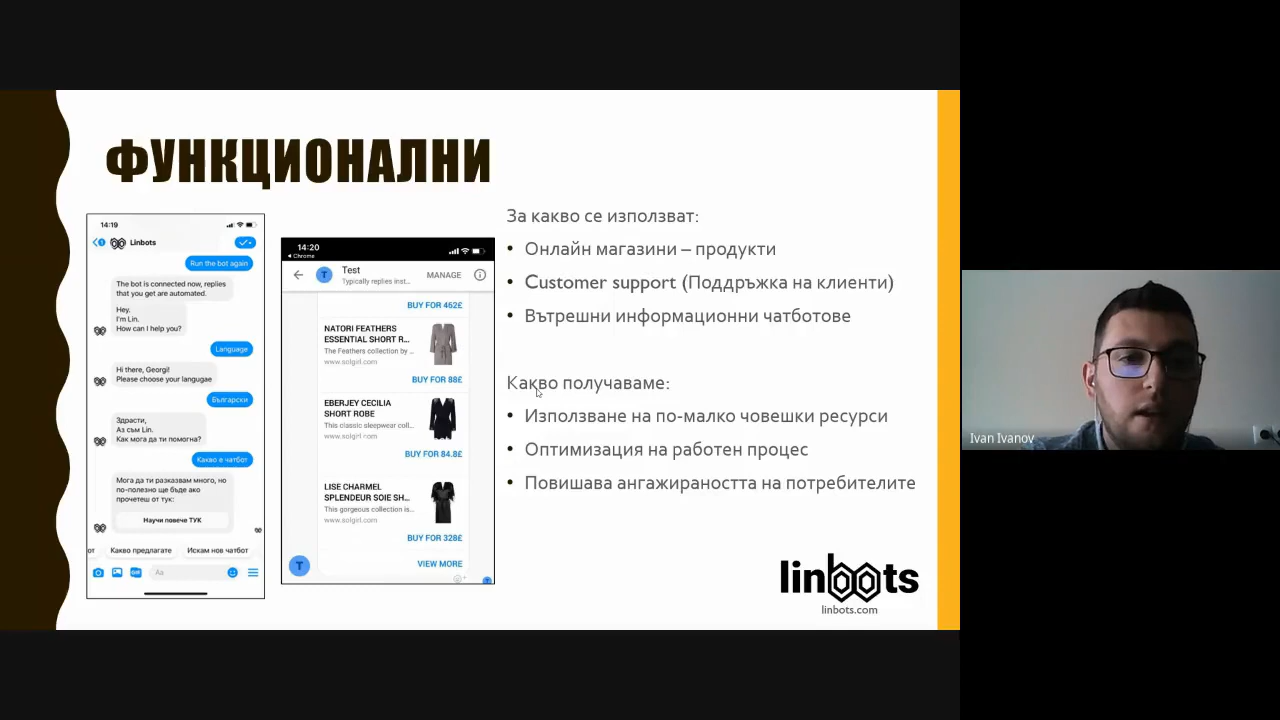 ФУНКЦИОНАЛНИ
14:19
1
Linbots
Run the bot again
The bot is connected now, replies
that you get are automated.
Hey.
I'm Lin.
How can I help you?
Language
Hi there, Georgi!
Please choose your langugae
Български
Здрасти,
Аз съм Lin.
Как мога да ти помогна?
Какво е чатбот
Мога да ти разказвам много, но
по-полезно ще бъде ако
прочетеш от тук:
Научи повече ТУК
от
Какво предлагате
Искам нов чатбот
GIF
Aa
14:20
Chrome
T
Test
Typically replies inst...
MANAGE
BUY FOR 462£
NATORI FEATHERS
ESSENTIAL SHORT R...
The Feathers collection by ...
www.solgirl.com
BUY FOR 88£
EBERJEY CECILIA
SHORT ROBE
This classic sleepwear coll...
www.solgirl.com
BUY FOR 84.8£
LISE CHARMEL
SPLENDEUR SOIE SH...
This gorgeous collection is...
www.solgirl.com
BUY FOR 328£
VIEW MORE
T
T
За какво се използват:
• Онлайн магазини – продукти
• Customer support (Поддръжка на клиенти)
• Вътрешни информационни чатботове
Какво получаваме:
• Използване на по-малко човешки ресурси
• Оптимизация на работен процес
• Повишава ангажираността на потребителите
linbots
linbots.com
Ivan Ivanov